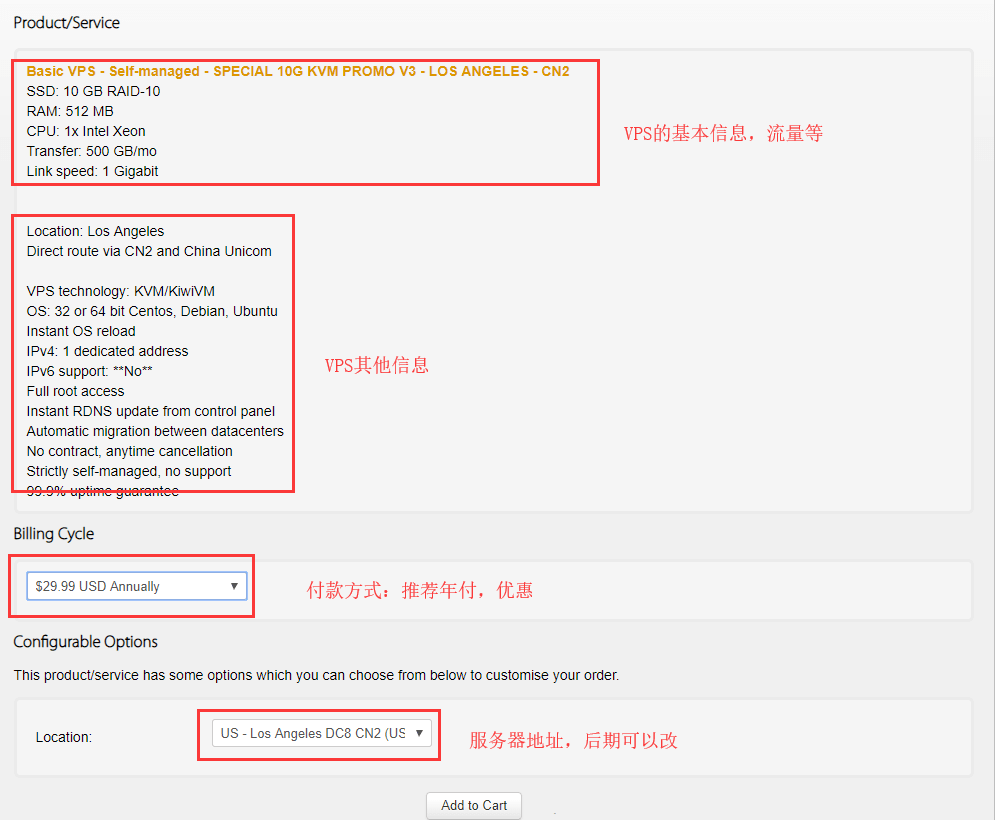 Product/Service
Basic VPS - Self-managed - SPECIAL 10G KVM PROMO V3 - LOS ANGELES - CN2
SSD: 10 GB RAID-10
RAM: 512 MB
CPU: 1x Intel Xeon
Transfer: 500 GB/mo
Link speed: 1 Gigabit
VPS的基本信息，流量等
Location: Los Angeles
Direct route via CN2 and China Unicom
VPS technology: KVM/KiwiVM
OS: 32 or 64 bit Centos, Debian, Ubuntu
Instant OS reload
IPv4: 1 dedicated address
IPv6 support: **No**
Full root access
Instant RDNS update from control panel
Automatic migration between datacenters
No contract, anytime cancellation
Strictly self-managed, no support
99.9% uptime guarantee
VPS其他信息
Billing Cycle
$29.99 USD Annually
付款方式：推荐年付，优惠
Configurable Options
This product/service has some options which you can choose from below to customise your order.
Location:
US - Los Angeles DC8 CN2 (US
服务器地址，后期可以改
Add to Cart